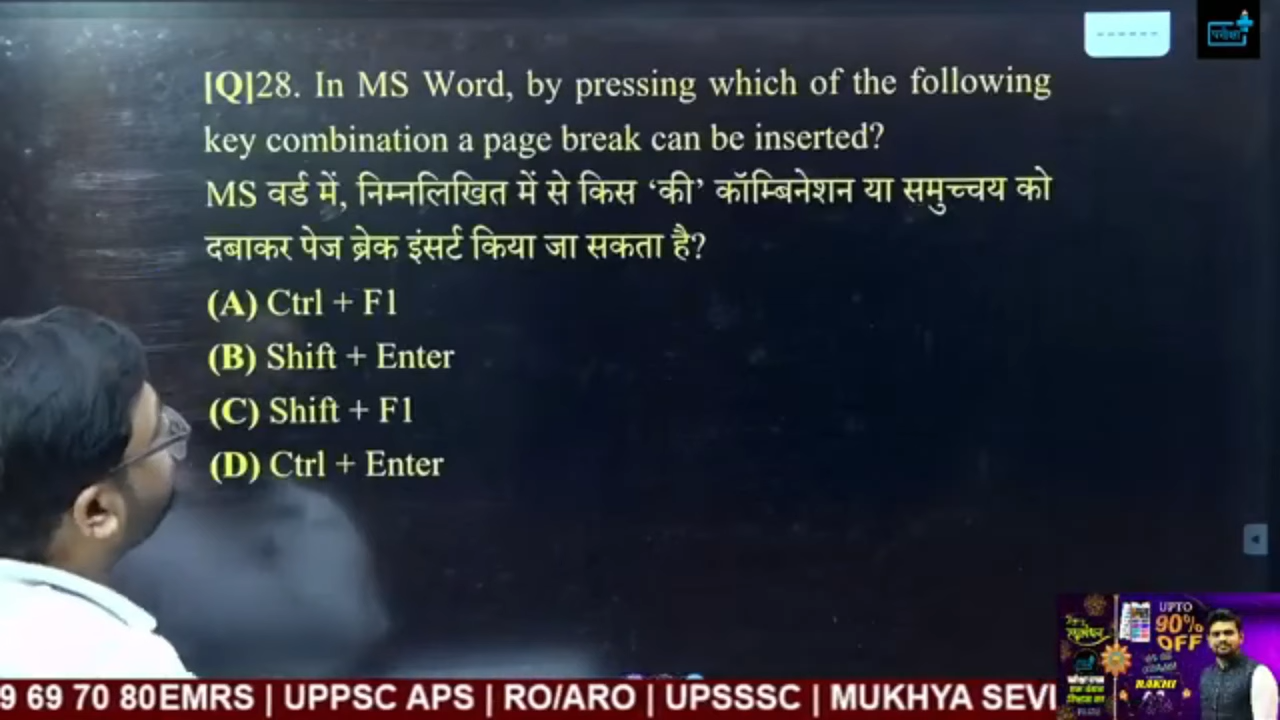 परीक्षा
[Q]28. In MS Word, by pressing which of the following
key combination a page break can be inserted?
MS वर्ड में, निम्नलिखित में से किस ‘की’ कॉम्बिनेशन या समुच्चय को
दबाकर पेज ब्रेक इंसर्ट किया जा सकता है?
(A) Ctrl + F1
(B) Shift + Enter
(C) Shift + F1
(D) Ctrl + Enter
UPTO
90%
OFF
RAKHI
9 69 70 80EMRS | UPPSC APS | RO/ARO | UPSSSC | MUKHYA SEVI